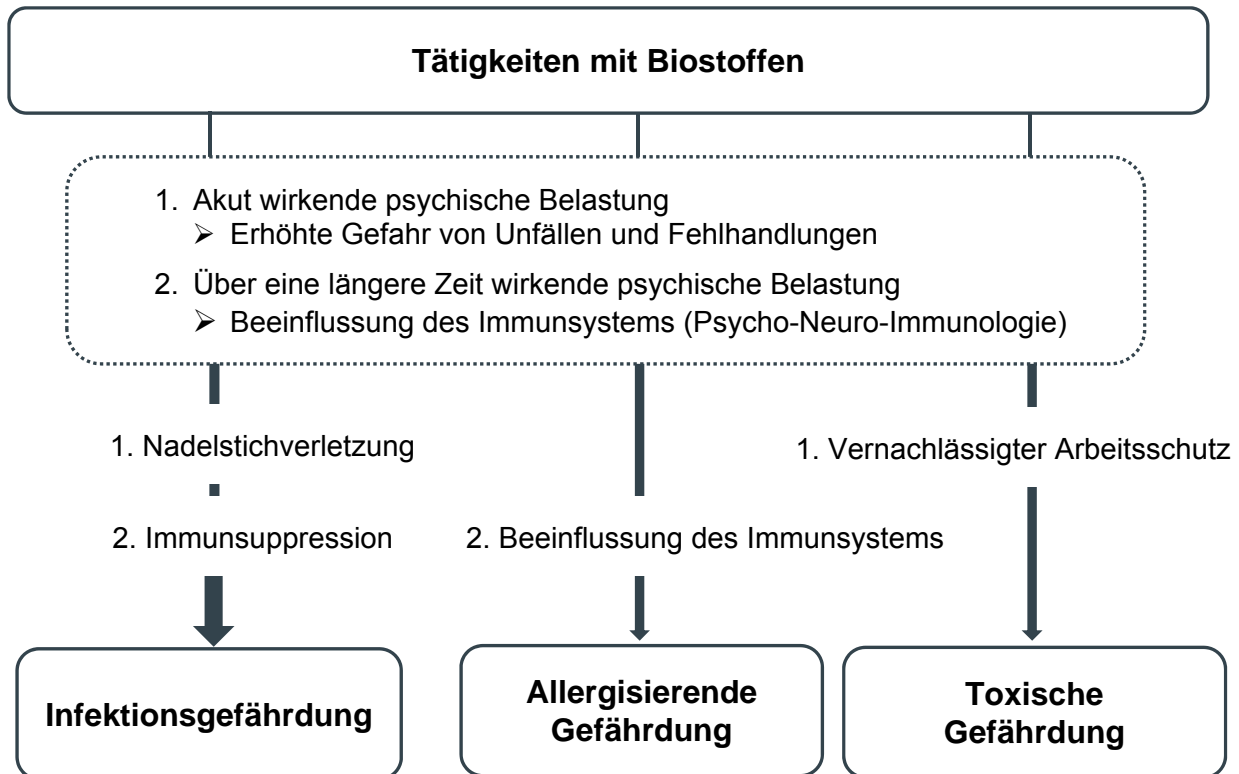 Tätigkeiten mit Biostoffen
1. Akut wirkende psychische Belastung
➢ Erhöhte Gefahr von Unfällen und Fehlhandlungen
2. Über eine längere Zeit wirkende psychische Belastung
➢ Beeinflussung des Immunsystems (Psycho-Neuro-Immunologie)
1. Nadelstichverletzung
1. Vernachlässigter Arbeitsschutz
2. Immunsuppression
2. Beeinflussung des Immunsystems
Infektionsgefährdung
Allergisierende
Gefährdung
Toxische
Gefährdung